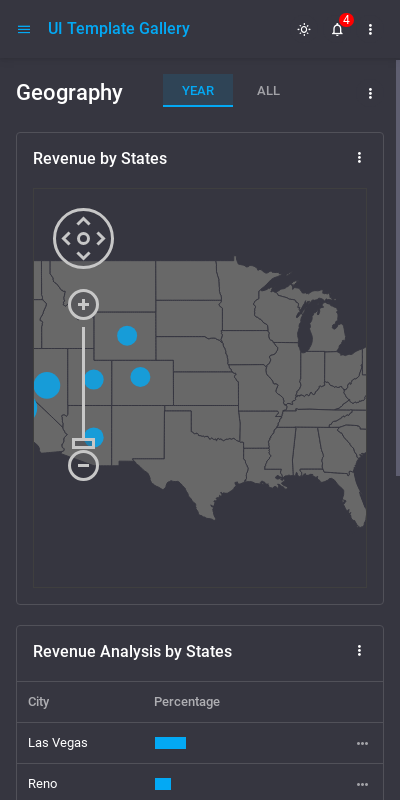 UI Template Gallery
4
Geography
YEAR
ALL
Revenue by States
Revenue Analysis by States
City
Percentage
Las Vegas
Reno